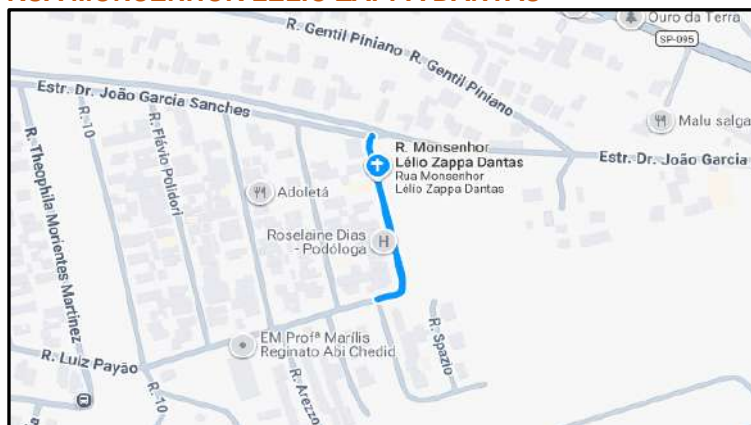 R. Gentil Piniano
R. Gentil Piniano
Ouro da Terra
SP-095
Estr. Dr. João Garcia Sanches
Malu salga
R. Monsenhor
Lélio Zappa Dantas
Rua Monsenhor
Lélio Zappa Dantas
Estr. Dr. João Garcia
R. 10
R. Flávio Polidori
R. Theophila Morientes Martinez
Adoletá
Roselaine Dias
- Podóloga
H
EM Profª Marílis
Reginato Abi Chedid
R. Luiz Payão
R. 10
R. Arezzo
R. Spazio